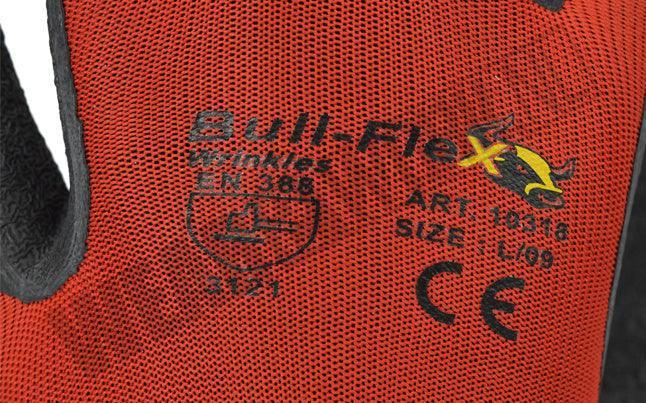 Bull-Flex
Wrinkles
EN 388
3121
ART. 10318
SIZE : L/09
CE